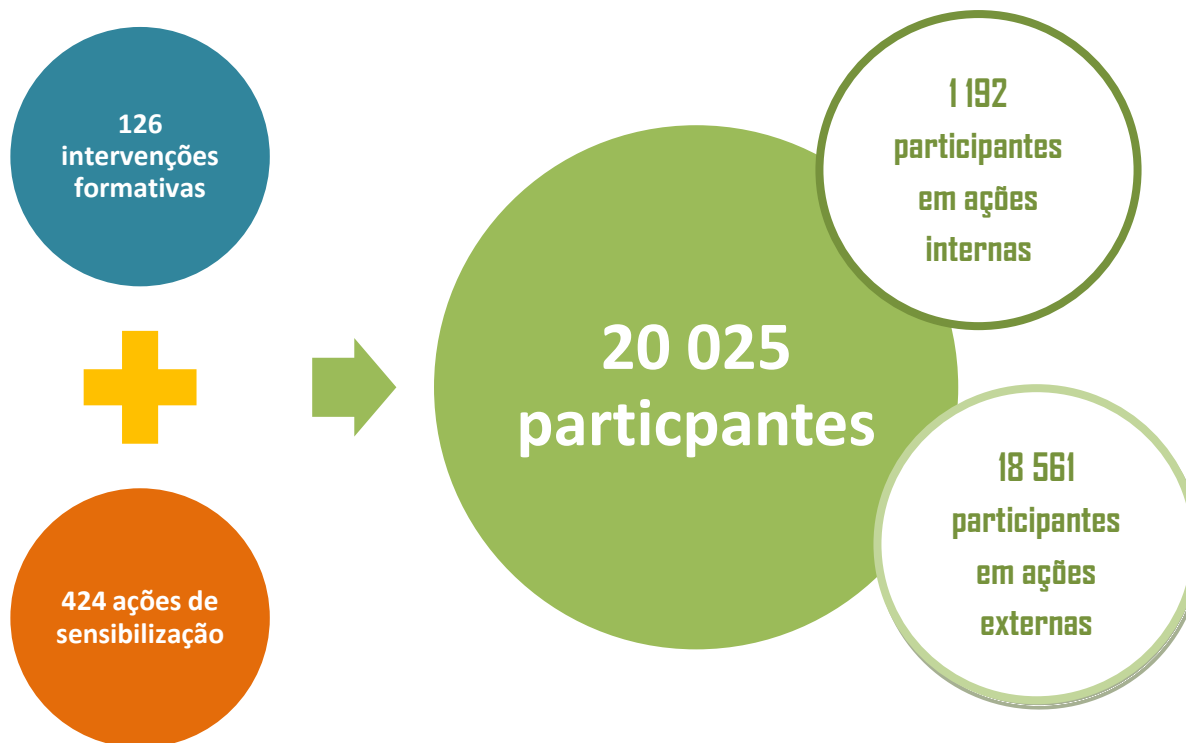 126
intervenções
formativas
424 ações de
sensibilização
20 025
particpantes
1 192
participantes
em ações
internas
18 561
participantes
em ações
externas